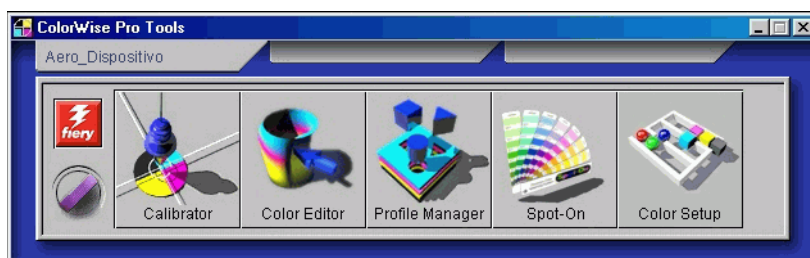 ColorWise Pro Tools
Aero_Dispositivo
fiery
Calibrator
Color Editor
Profile Manager
Spot-On
Color Setup